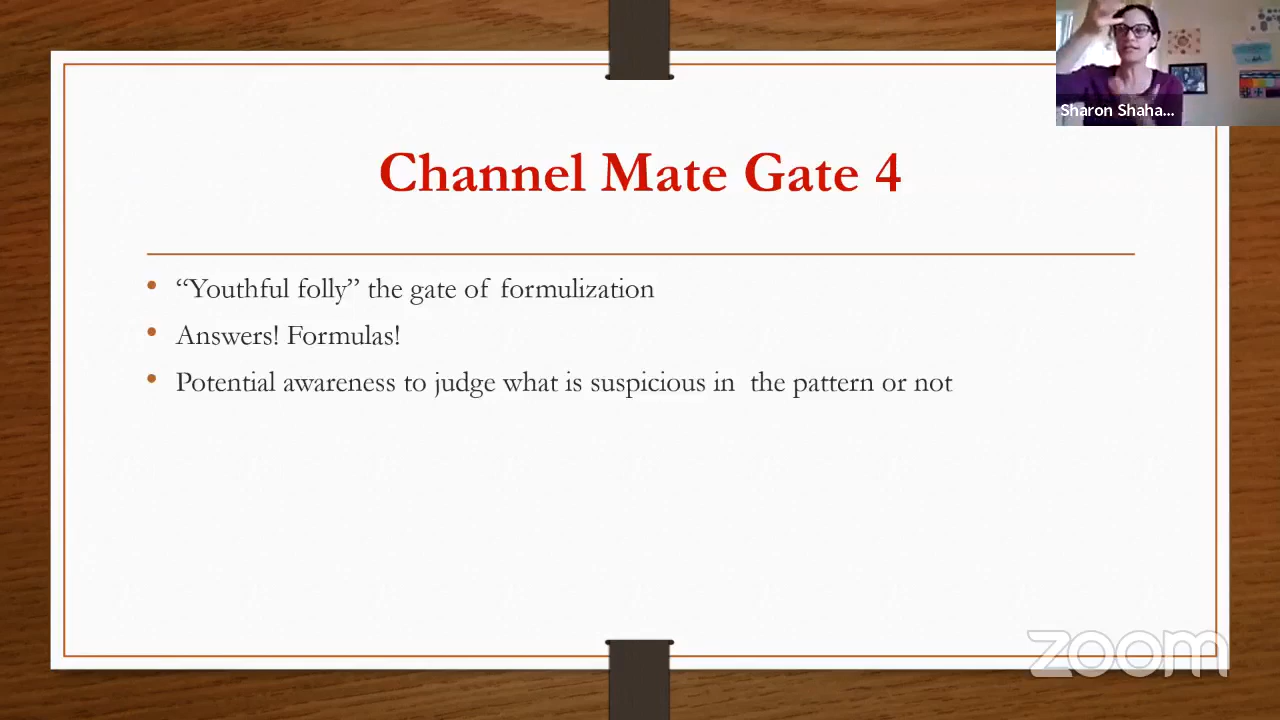 Sharon Shaha...
Channel Mate Gate 4
“Youthful folly” the gate of formulization
Answers! Formulas!
Potential awareness to judge what is suspicious in the pattern or not
zoom